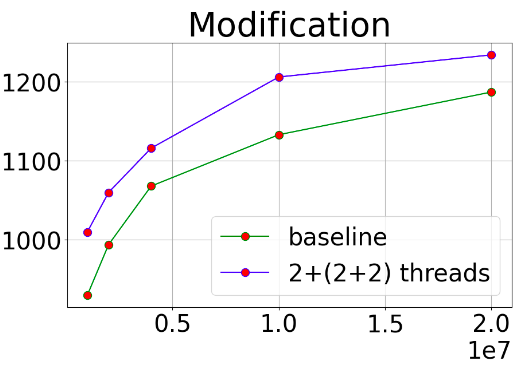 Modification
1200
1100
1000
baseline
2+(2+2) threads
0.5 1.0 1.5 2.0
1e7